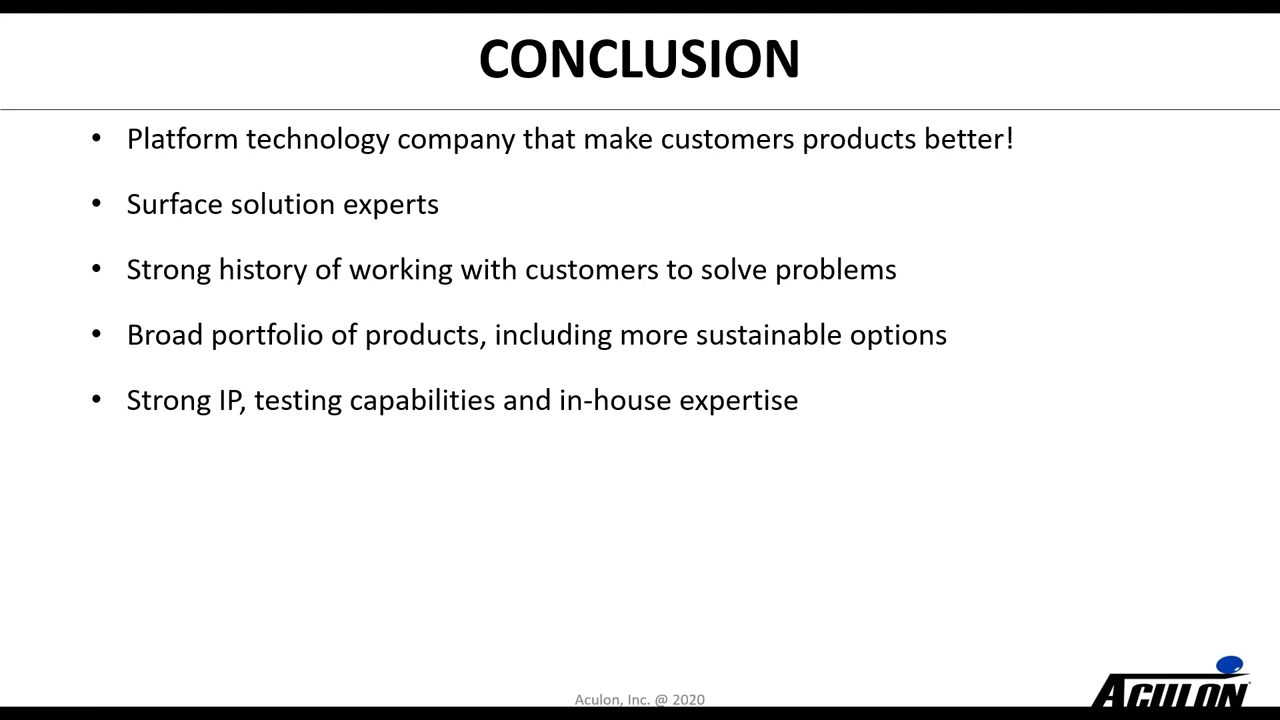 CONCLUSION
• Platform technology company that make customers products better!
• Surface solution experts
• Strong history of working with customers to solve problems
• Broad portfolio of products, including more sustainable options
• Strong IP, testing capabilities and in-house expertise
Aculon, Inc. @ 2020
ACULON